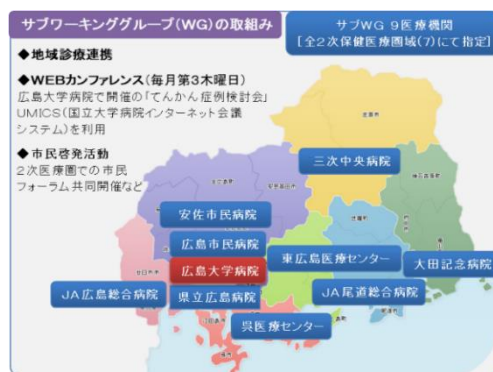 サブワーキンググループ(WG)の取組み
サブWG 9医療機関
[全2次保健医療圏域(7)にて指定]
◆地域診療連携
◆WEBカンファレンス(毎月第3木曜日)
広島大学病院で開催の「てんかん症例検討会」
UMICS(国立大学病院インターネット会議
システム)を利用
◆市民啓発活動
2次医療圏での市民
フォーラム共同開催など
三次中央病院
安佐市民病院
広島市民病院
広島大学病院
県立広島病院
JA広島総合病院
東広島医療センター
大田記念病院
JA尾道総合病院
呉医療センター